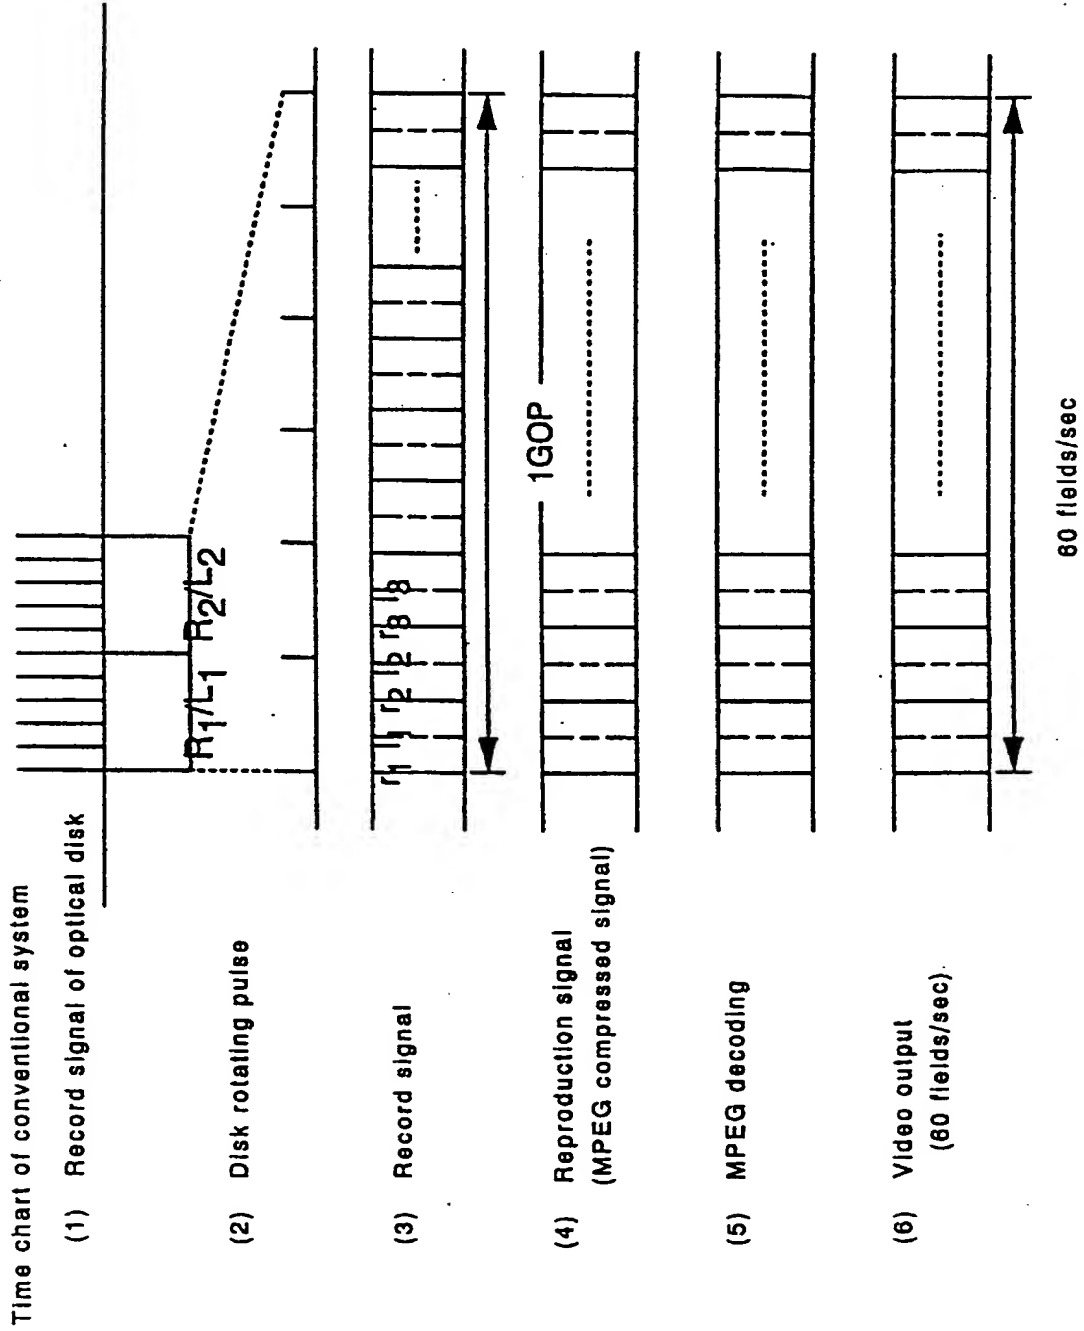 Time chart of conventional system
(1) Record signal of optical disk
R1/L1 R2/L2
(2) Disk rotating pulse
(3) Record signal
r1 l1 r2 l2 r3 l3
1GOP
(4) Reproduction signal
(MPEG compressed signal)
(5) MPEG decoding
(6) Video output
(60 fields/sec)
60 fields/sec